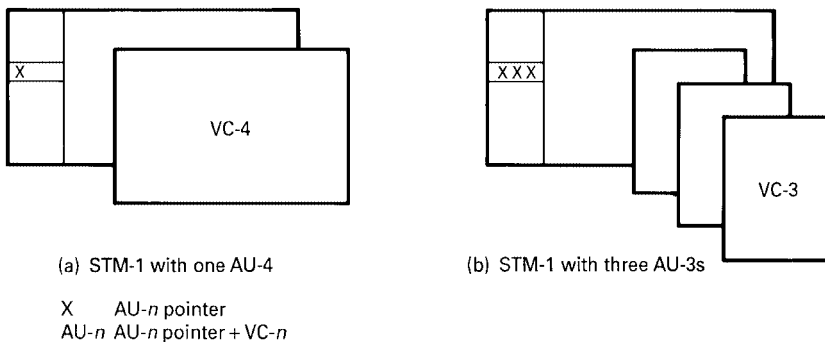 X
VC-4
X X X
VC-3
(a) STM-1 with one AU-4
(b) STM-1 with three AU-3s
X AU-n pointer
AU-n AU-n pointer + VC-n